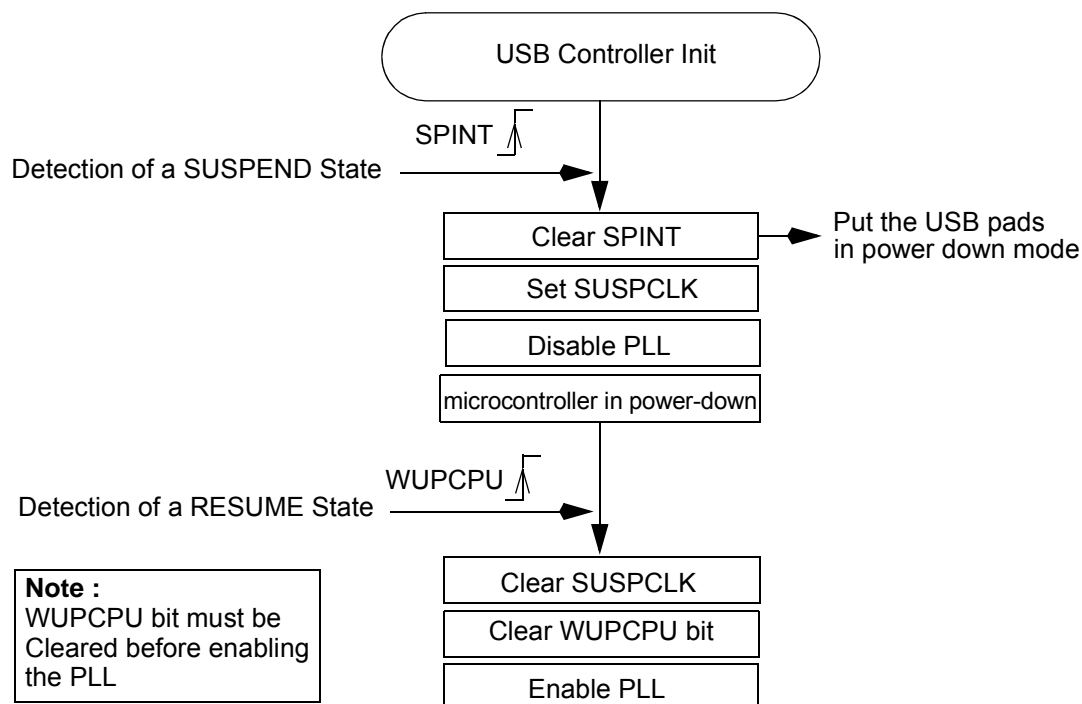 USB Controller Init
SPINT
Detection of a SUSPEND State
Clear SPINT
Put the USB pads
in power down mode
Set SUSPCLK
Disable PLL
microcontroller in power-down
WUPCPU
Detection of a RESUME State
Clear SUSPCLK
Note :
WUPCPU bit must be
Cleared before enabling
the PLL
Clear WUPCPU bit
Enable PLL